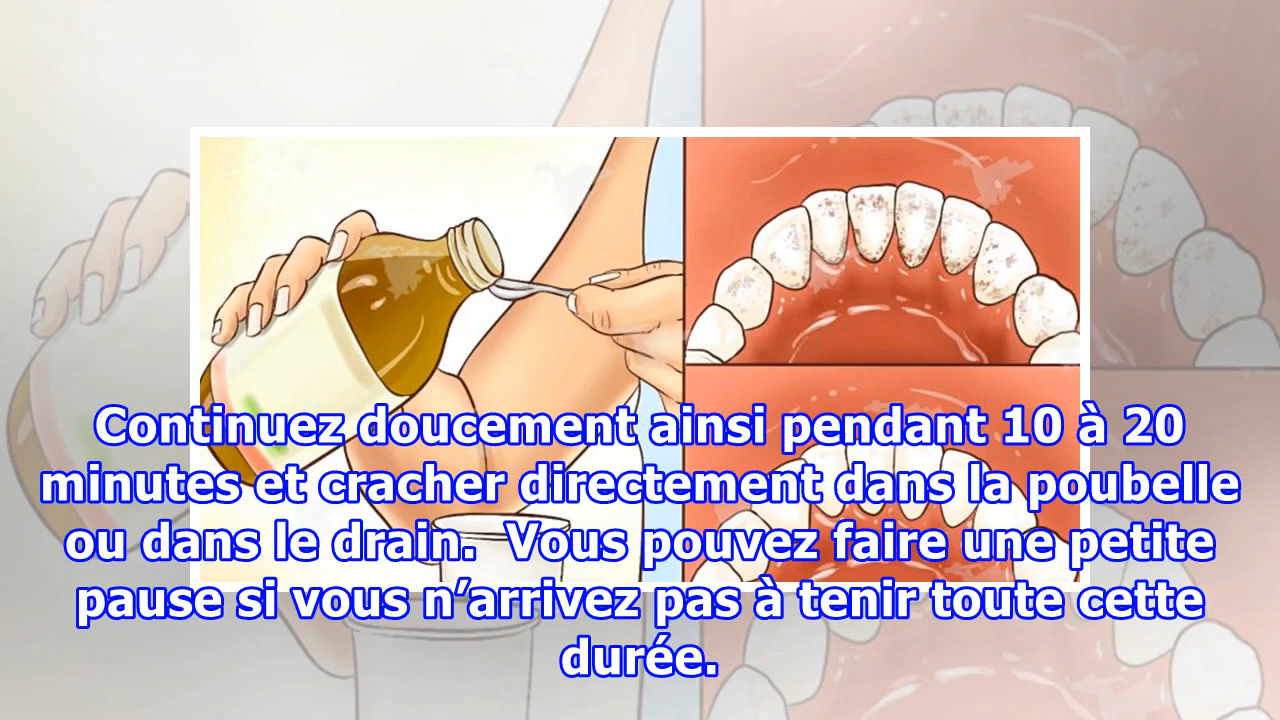 Continuez doucement ainsi pendant 10 à 20
minutes et cracher directement dans la poubelle
ou dans le drain.  Vous pouvez faire une petite
pause si vous n’arrivez pas à tenir toute cette
durée.